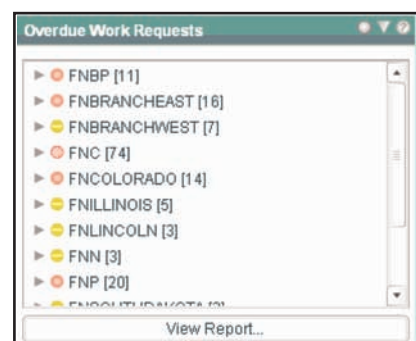 Overdue Work Requests
FNBP [11]
FNBRANCHEAST [16]
FNBRANCHWEST [7]
FNC [74]
FNCOLORADO [14]
FNILLINOIS [5]
FNLINCOLN [3]
FNN [3]
FNP [20]
View Report...